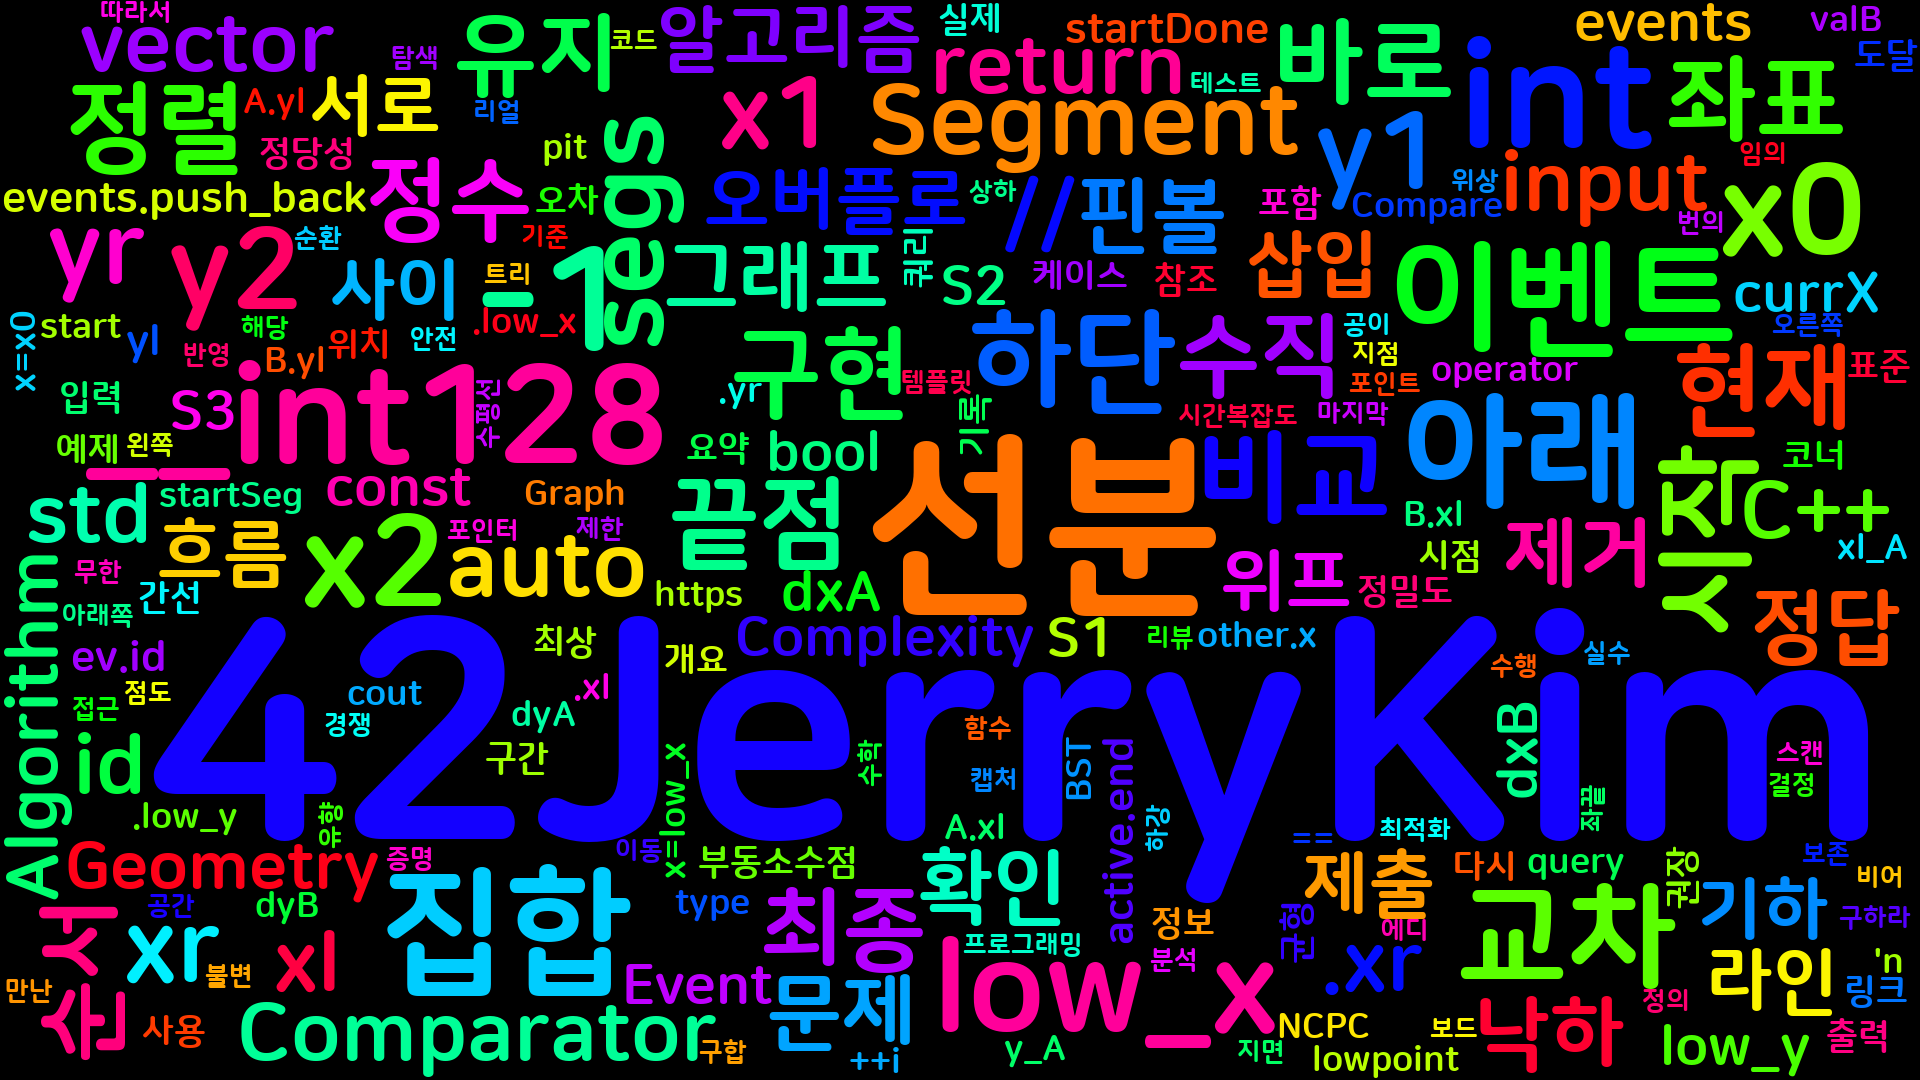 따라서
vector
탐색
유지
코드
알고리즘
실제
startDone
return
테스트
바로
events
int
valB
도달
좌표
정렬
A.yl
서로
리얼
segs
x1
Segment
y1
input
임의
정당성
pit
정수
오차
events.push_back
오버플로
상하
//
핀볼
포함
위상
Compare
번의
x0
yr
y2
순환
기준
사이
트리
-1
그래프
쿼리
S2
케이스
참조
삽입
이벤트
currX
오른쪽
x=x0
start
yl
해당
반영
위치
안전
.low_x
B.yl
구현
하단
수직
공이
지점
operator
포인트
현재
표준
입력
S3
__int128
수평선
.yr
템플릿
기록
시간복잡도
마지막
예제
왼쪽
요약
bool
선분
비교
아래
시작
코너
std
startSeg
const
Graph
끝점
B.xl
C++
흐름
x2
포인터
제한
auto
위프
시점
제거
xl_A
무한
간선
https
dxA
정밀도
정답
아래쪽
Algorithm
42JerryKim
최상
개요
Complexity
S1
리뷰
other.x
수행
실수
ev.id
점도
접근
cout
경쟁
.xl
dyA
구간
id
x=low_x
수학
함수
캡처
BST
active.end
dxB
스캔
결정
.low_y
유향
이동
A.xl
하강
==
최적화
좌끝
Geometry
증명
부동소수점
집합
확인
제출
다시
query
권장
보존
비어
순서
공간
dyB
type
최종
정보
균형
에디
교차
기하
구하라
xr
불변
xl
프로그래밍
low_x
분석
.xr
라인
'n
만난
사용
Event
문제
정의
링크
Comparator
구합
++i
y_A
NCPC
지면
lowpoint
보드
낙하
low_y
출력